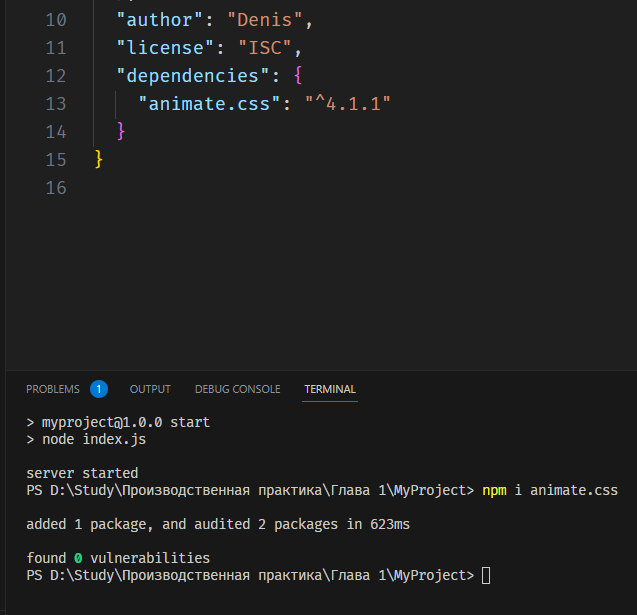 10 "author": "Denis",
11 "license": "ISC",
12 "dependencies": {
13 "animate.css": "^4.1.1"
14 }
15 }
16
PROBLEMS 1 OUTPUT DEBUG CONSOLE TERMINAL
> myproject@1.0.0 start
> node index.js
server started
PS D:\Study\Производственная практика\Глава 1\MyProject> npm i animate.css
added 1 package, and audited 2 packages in 623ms
found 0 vulnerabilities
PS D:\Study\Производственная практика\Глава 1\MyProject>